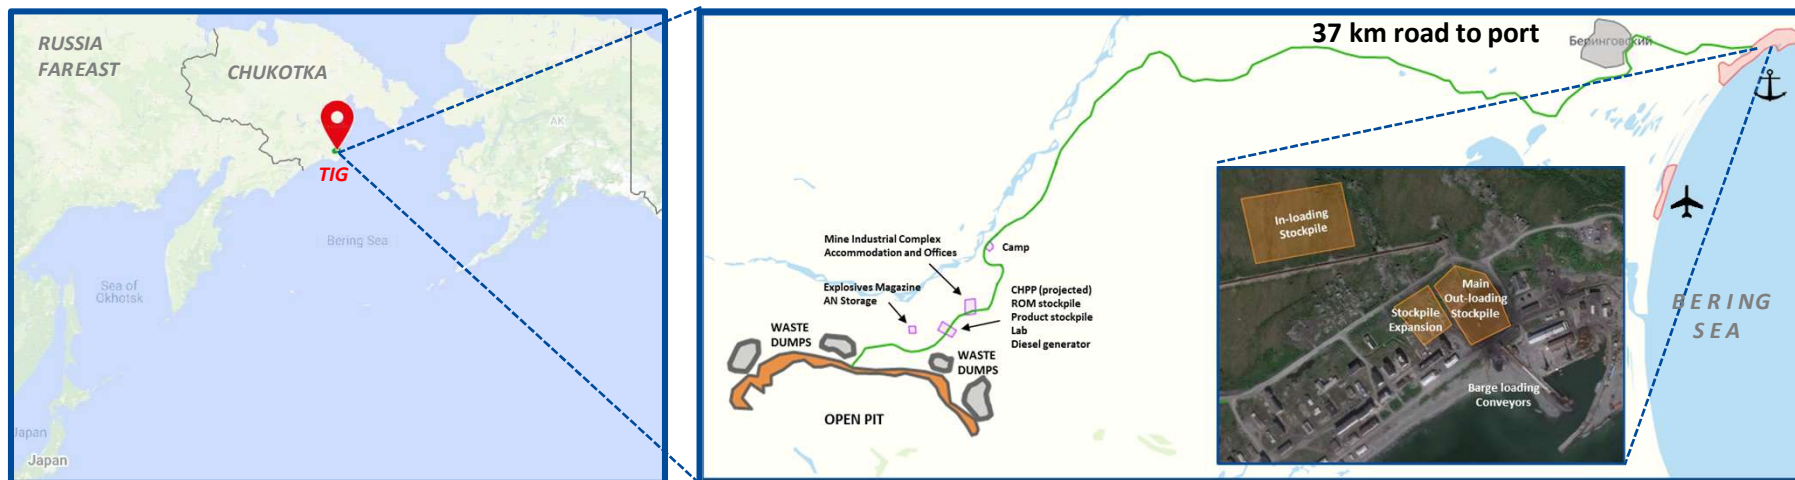 RUSSIA
FAREAST
CHUKOTKA
AK
TIG
Bering Sea
Sea of
Okhotsk
Japan
Japan
37 km road to port
Беринговский
Mine Industrial Complex
Accommodation and Offices
Camp
Explosives Magazine
AN Storage
CHPP (projected)
ROM stockpile
Product stockpile
Lab
Diesel generator
WASTE
DUMPS
WASTE
DUMPS
OPEN PIT
In-loading
Stockpile
Main
Out-loading
Stockpile
Stockpile
Expansion
Barge loading
Conveyors
BERING
SEA